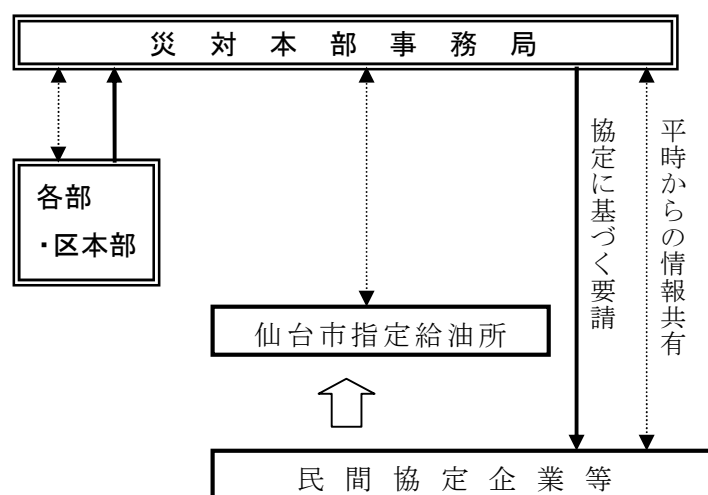 災対本部事務局
各部
・区本部
協定に基づく要請
平時からの情報共有
仙台市指定給油所
民間協定企業等